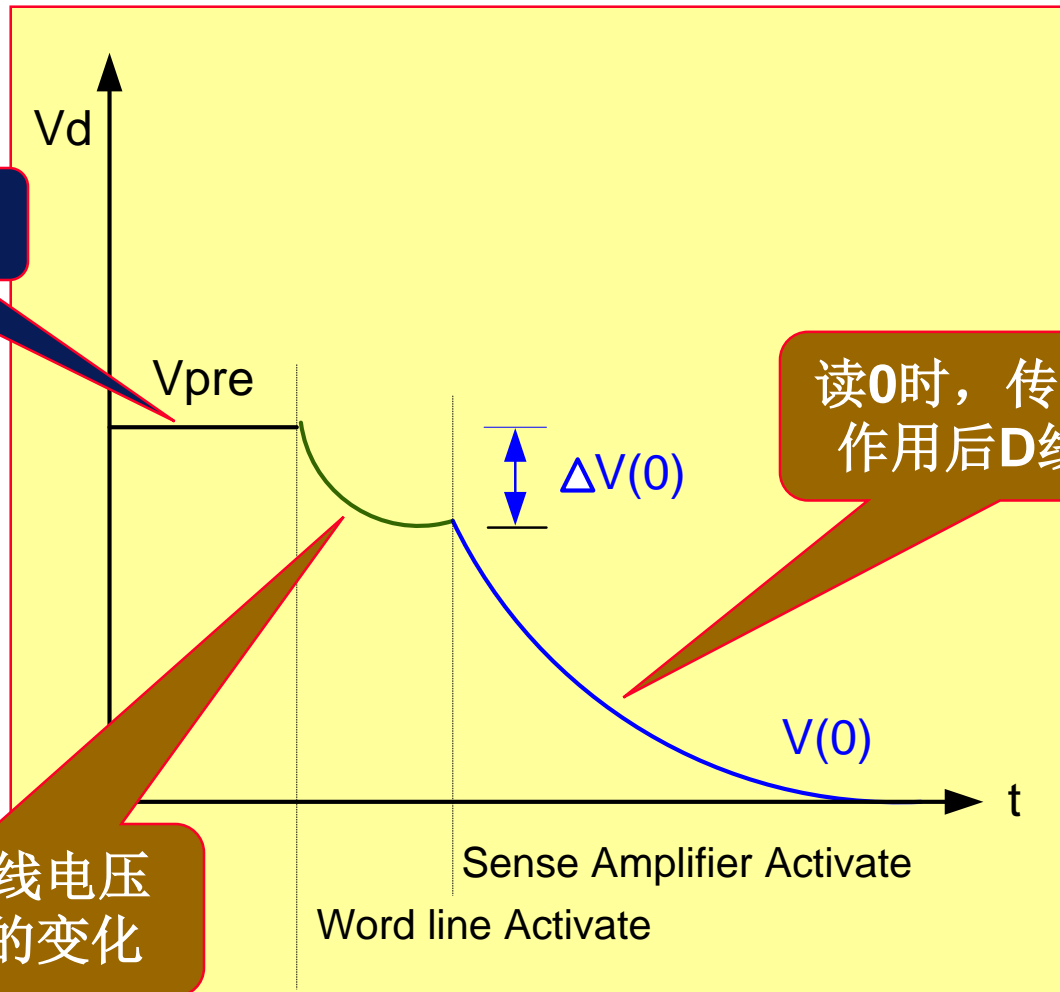 Vd
Vpre
ΔV(0)
读0时，传
作用后D线
V(0)
t
线电压
的变化
Sense Amplifier Activate
Word line Activate